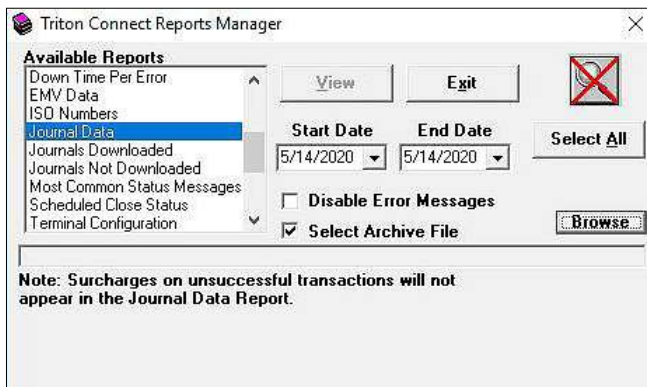 Triton Connect Reports Manager
Available Reports
Down Time Per Error
EMV Data
ISO Numbers
Journal Data
Journals Downloaded
Journals Not Downloaded
Most Common Status Messages
Scheduled Close Status
Terminal Configuration
View
Exit
Start Date
End Date
5/14/2020
5/14/2020
Select All
Disable Error Messages
Select Archive File
Browse
Note: Surcharges on unsuccessful transactions will not
appear in the Journal Data Report.